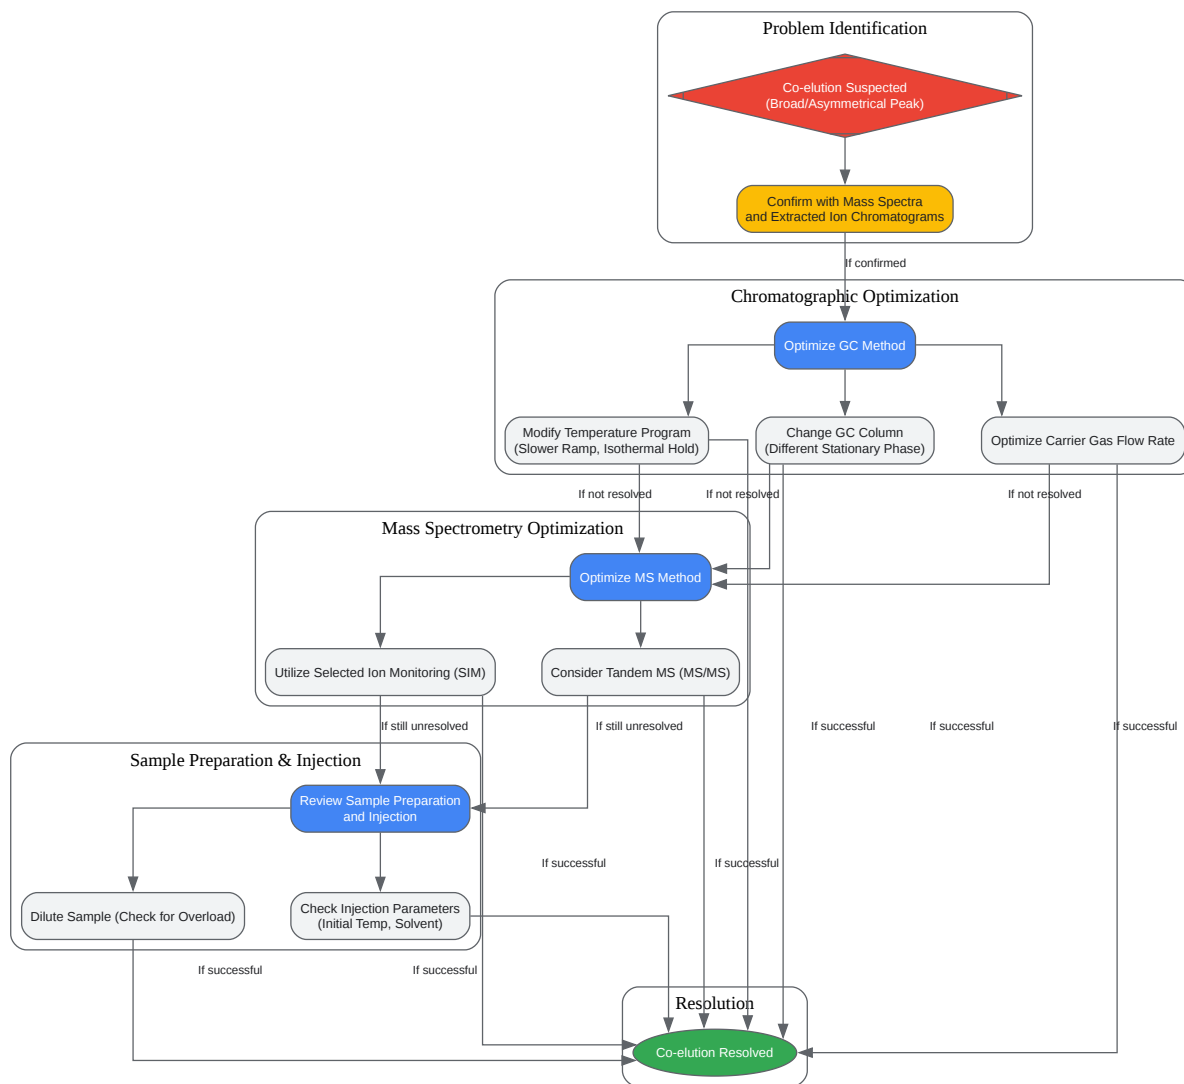 Problem Identification
Co-elution Suspected
(Broad/Asymmetrical Peak)
Confirm with Mass Spectra
and Extracted Ion Chromatograms
If confirmed
Chromatographic Optimization
Optimize GC Method
Modify Temperature Program
(Slower Ramp, Isothermal Hold)
Change GC Column
(Different Stationary Phase)
Optimize Carrier Gas Flow Rate
If not resolved
If not resolved
If not resolved
Mass Spectrometry Optimization
Optimize MS Method
Utilize Selected Ion Monitoring (SIM)
Consider Tandem MS (MS/MS)
If still unresolved
If still unresolved
If successful
If successful
If successful
Sample Preparation & Injection
Review Sample Preparation
and Injection
If successful
If successful
Dilute Sample (Check for Overload)
Check Injection Parameters
(Initial Temp, Solvent)
If successful
If successful
Resolution
Co-elution Resolved